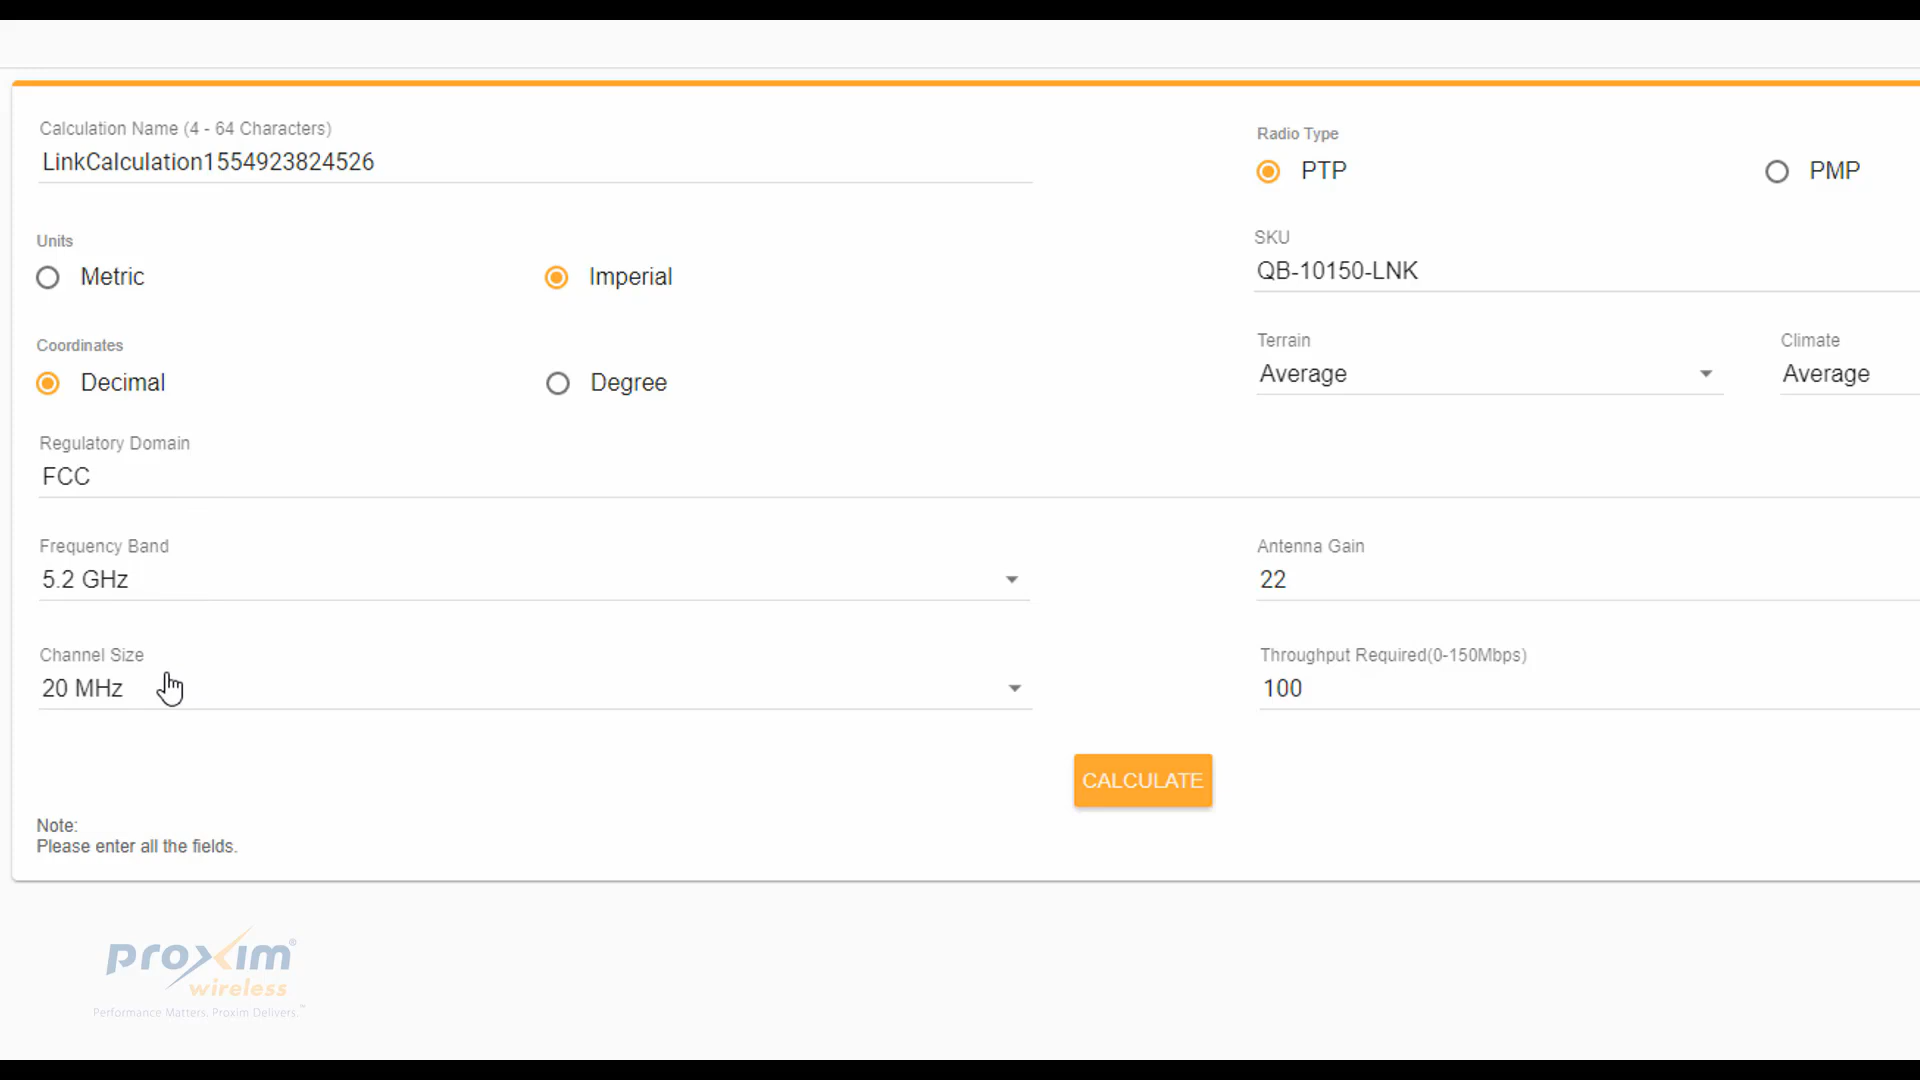 Calculation Name (4 - 64 Characters)
LinkCalculation1554923824526
Radio Type
PTP
PMP
Units
Metric
Imperial
SKU
QB-10150-LNK
Coordinates
Decimal
Degree
Terrain
Average
Climate
Average
Regulatory Domain
FCC
Frequency Band
5.2 GHz
Antenna Gain
22
Channel Size
20 MHz
Throughput Required(0-150Mbps)
100
CALCULATE
Note:
Please enter all the fields.
proxim®
wireless
Performance Matters. Proxim Delivers.™